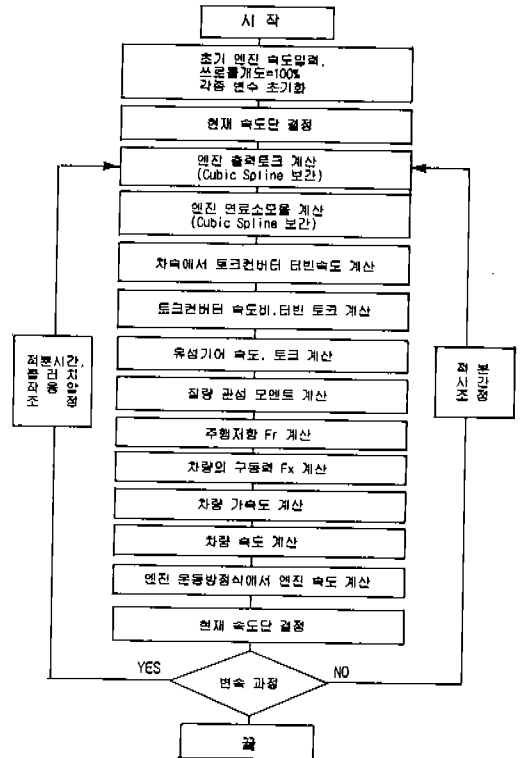 시 작
초기 엔진 속도입력,
쓰로틀개도=100%
각종 변수 초기화
현재 속도단 결정
엔진 출력토크 계산
(Cubic Spline 보간)
엔진 연료소모율 계산
(Cubic Spline 보간)
차속에서 토크컨버터 터빈속도 계산
토크컨버터 속도비,터빈 토크 계산
유성기어 속도, 토크 계산
질량 관성 모멘트 계산
주행저항 Fr 계산
차량의 구동력 Fx 계산
차량 가속도 계산
차량 속도 계산
엔진 운동방정식에서 엔진 속도 계산
현재 속도단 결정
적분시간,
클러치
작용압
조 정
적 분
시 간
조 정
YES
변속 과정
NO
끝